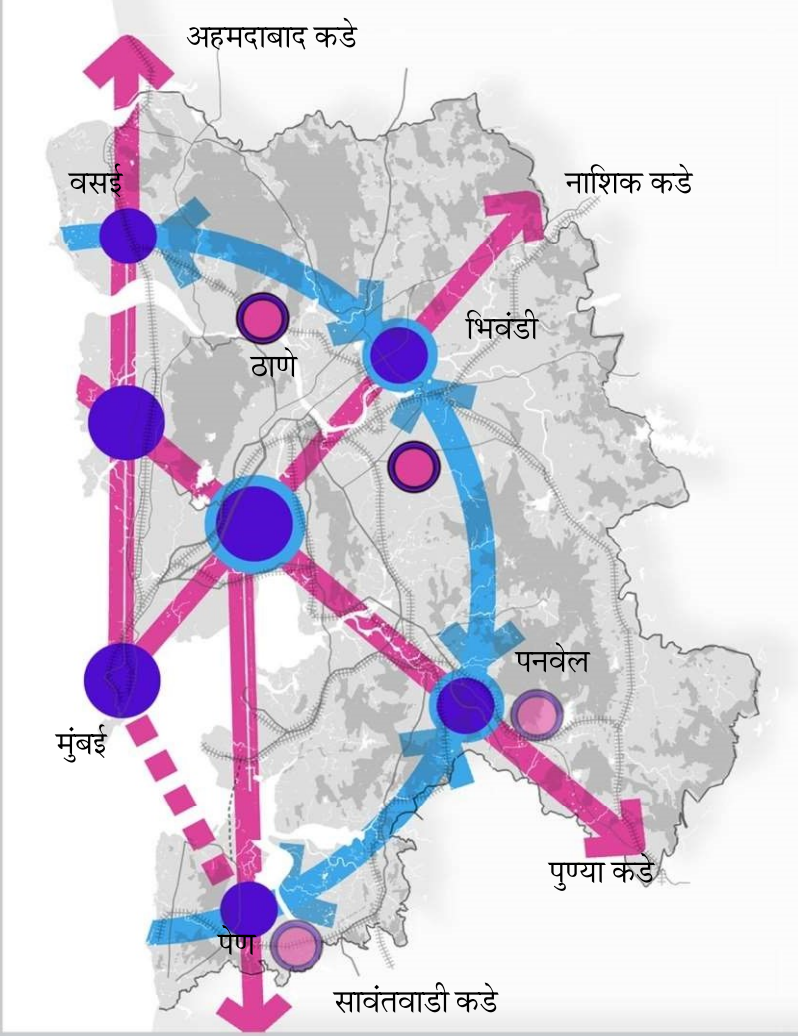 अहमदाबाद कडे
वसई
नाशिक कडे
भिवंडी
ठाणे
पनवेल
मुंबई
पुण्या कडे
पेण
सावंतवाडी कडे